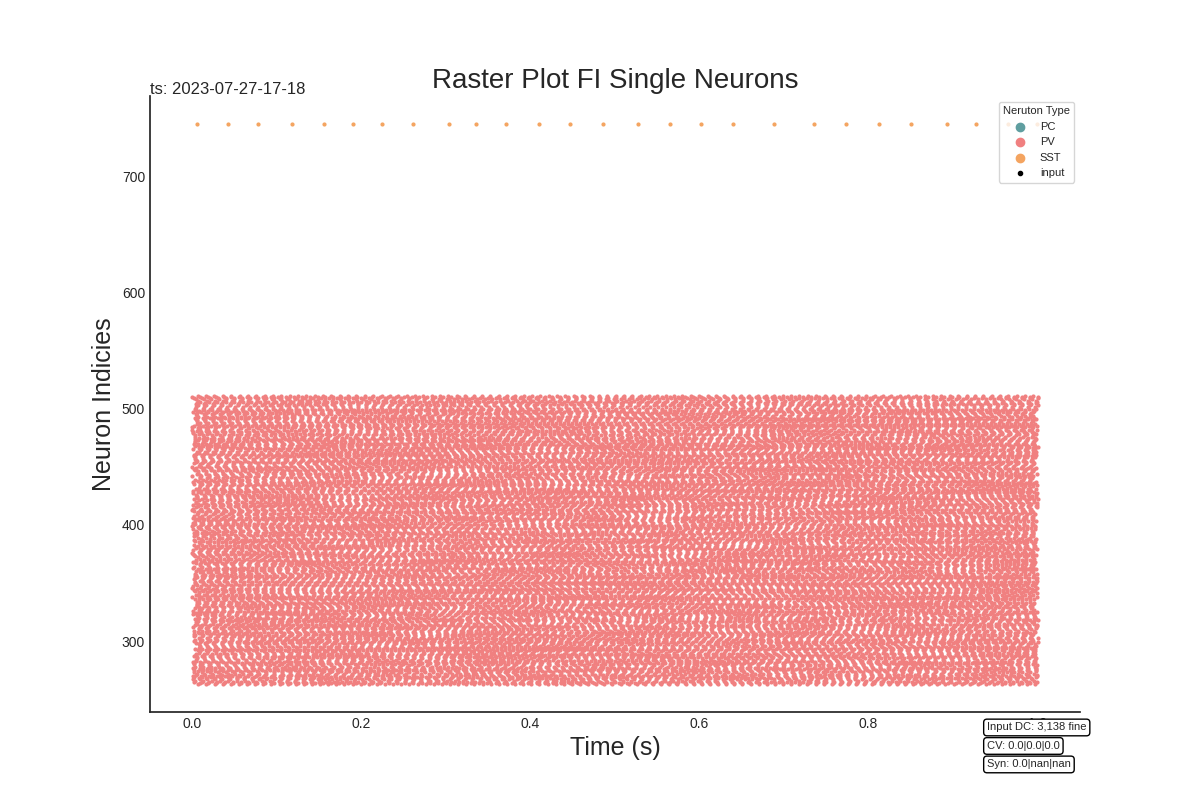 Raster Plot FI Single Neurons
ts: 2023-07-27-17-18
Neruton Type
PC
PV
SST
input
700
600
500
400
300
Neuron Indicies
0.0 0.2 0.4 0.6 0.8
Time (s)
Input DC: 3,138 fine
CV: 0.0|0.0|0.0
Syn: 0.0|nan|nan